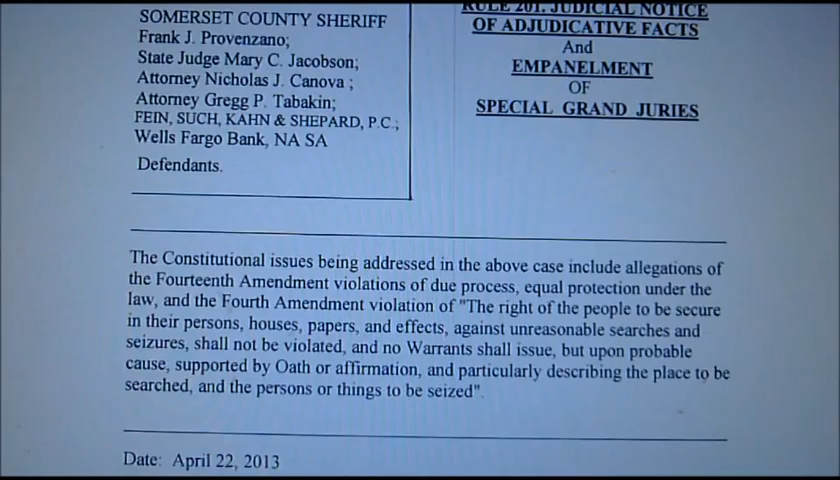 SOMERSET COUNTY SHERIFF
Frank J. Provenzano;
State Judge Mary C. Jacobson;
Attorney Nicholas J. Canova ;
Attorney Gregg P. Tabakin;
FEIN, SUCH, KAHN & SHEPARD, P.C.;
Wells Fargo Bank, NA SA
Defendants.
RULE 201. JUDICIAL NOTICE
OF ADJUDICATIVE FACTS
And
EMPANELMENT
OF
SPECIAL GRAND JURIES
The Constitutional issues being addressed in the above case include allegations of
the Fourteenth Amendment violations of due process, equal protection under the
law, and the Fourth Amendment violation of "The right of the people to be secure
in their persons, houses, papers, and effects, against unreasonable searches and
seizures, shall not be violated, and no Warrants shall issue, but upon probable
cause, supported by Oath or affirmation, and particularly describing the place to be
searched, and the persons or things to be seized".
Date: April 22, 2013